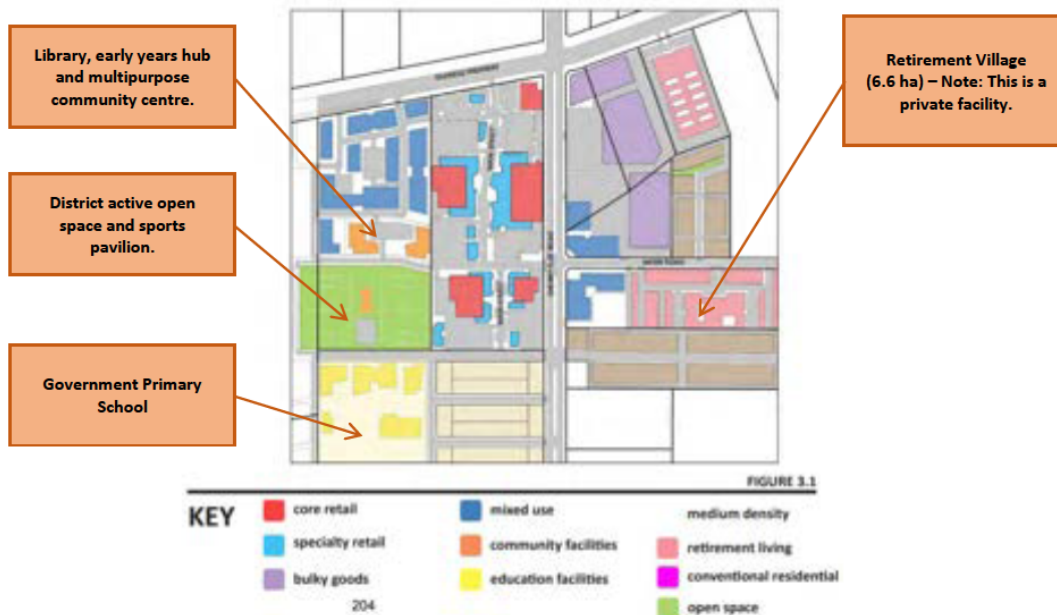 Library, early years hub
and multipurpose
community centre.
District active open
space and sports
pavilion.
Government Primary
School
Retirement Village
(6.6 ha) – Note: This is a
private facility.
FIGURE 3.1
KEY
core retail
specialty retail
bulky goods
mixed use
community facilities
education facilities
medium density
retirement living
conventional residential
open space
204